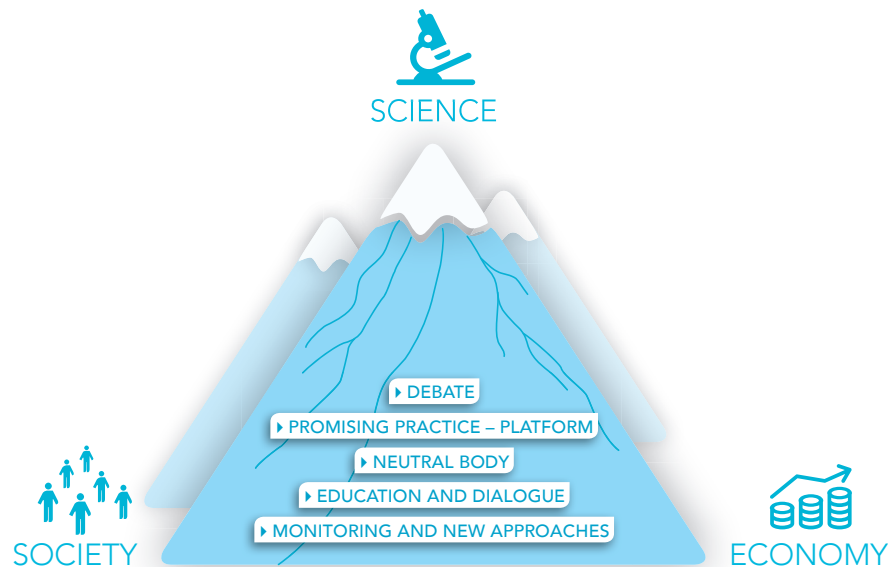 SCIENCE
DEBATE
PROMISING PRACTICE – PLATFORM
NEUTRAL BODY
EDUCATION AND DIALOGUE
MONITORING AND NEW APPROACHES
SOCIETY
ECONOMY